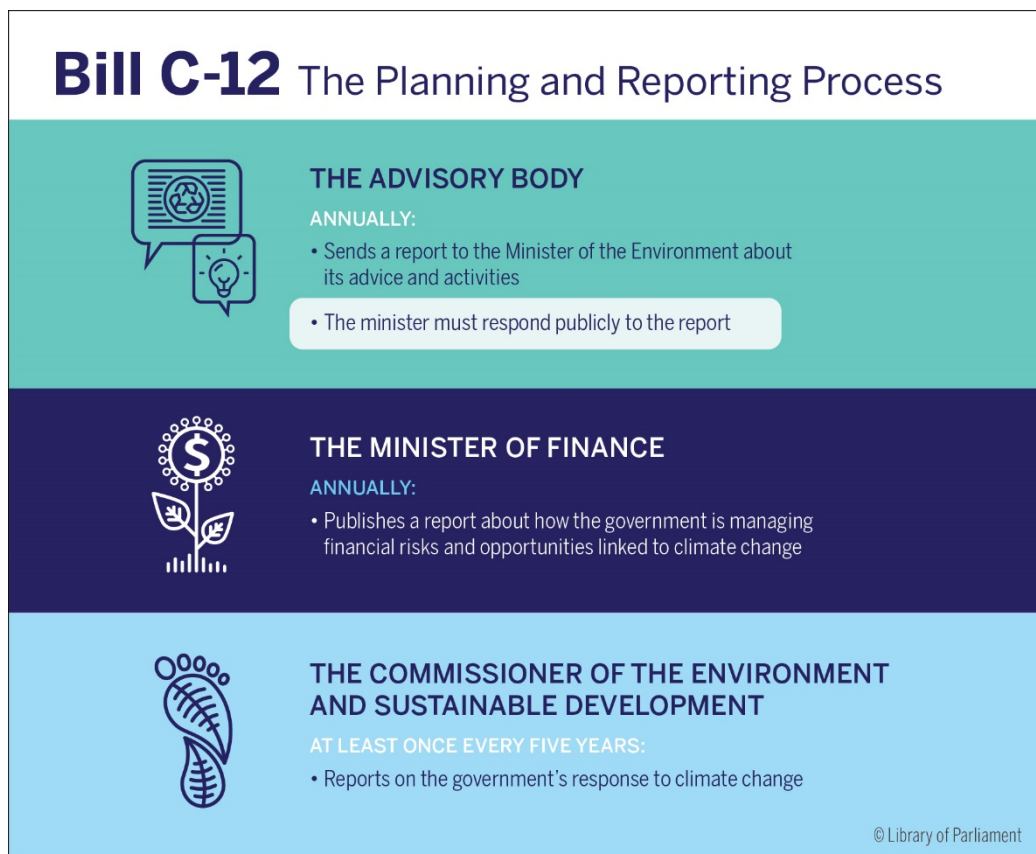 Bill C-12 The Planning and Reporting Process
THE ADVISORY BODY
ANNUALLY:
• Sends a report to the Minister of the Environment about
its advice and activities
• The minister must respond publicly to the report
$
THE MINISTER OF FINANCE
ANNUALLY:
• Publishes a report about how the government is managing
financial risks and opportunities linked to climate change
THE COMMISSIONER OF THE ENVIRONMENT
AND SUSTAINABLE DEVELOPMENT
AT LEAST ONCE EVERY FIVE YEARS:
• Reports on the government’s response to climate change
© Library of Parliament